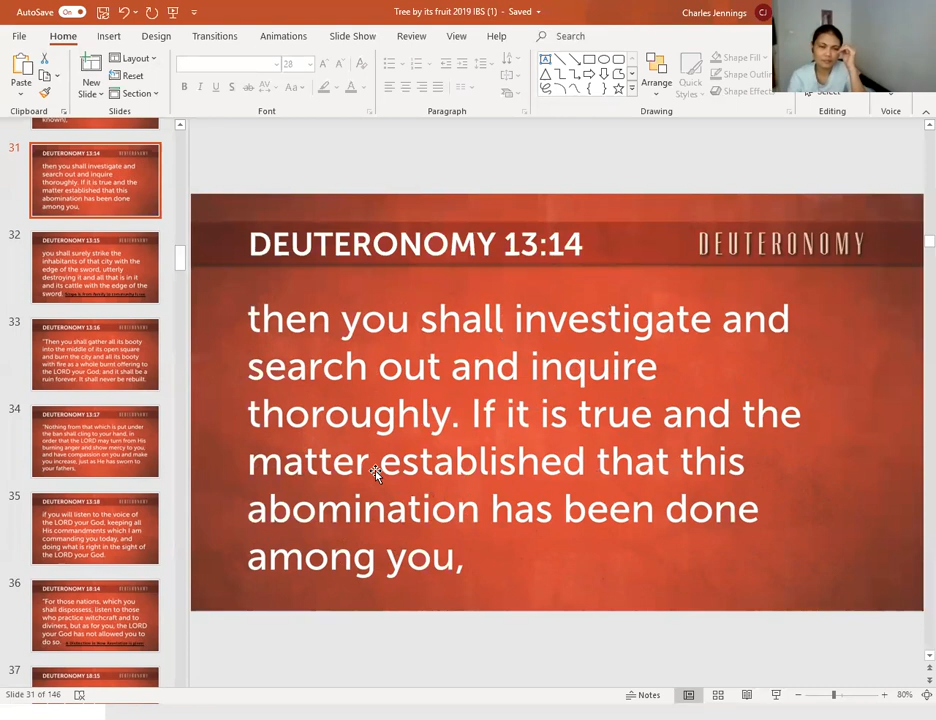 AutoSave On Tree by its fruit 2019 IBS (1) - Saved Charles Jennings CJ
File Home Insert Design Transitions Animations Slide Show Review View Help Search
Paste New Slide Layout Reset Section 28 B I U S ab AV Aa A A Arrange Quick Styles Shape Fill Shape Outlin Shape Effects
Clipboard Font Paragraph Drawing Editing Voice
known),
31
DEUTERONOMY 13:14 DEUTERONOMY
then you shall investigate and
search out and inquire
thoroughly. If it is true and the
matter established that this
abomination has been done
among you,
32
DEUTERONOMY 13:15 DEUTERONOMY
you shall surely strike the
inhabitants of that city with the
edge of the sword, utterly
destroying it and all that is in it
and its cattle with the edge of the
sword.
33
DEUTERONOMY 13:16 DEUTERONOMY
"Then you shall gather all its booty
into the middle of its open square
and burn the city and all its booty
with fire as a whole burnt offering to
the LORD your God; and it shall be a
ruin forever. It shall never be rebuilt.
34
DEUTERONOMY 13:17 DEUTERONOMY
"Nothing from that which is put under
the ban shall cling to your hand, in
order that the LORD may turn from His
burning anger and show mercy to you,
and have compassion on you and make
you increase, just as He has sworn to
your fathers,
35
DEUTERONOMY 13:18 DEUTERONOMY
if you will listen to the voice of
the LORD your God, keeping all
His commandments which I am
commanding you today, and
doing what is right in the sight of
the LORD your God.
36
DEUTERONOMY 18:14 DEUTERONOMY
"For those nations, which you
shall dispossess, listen to those
who practice witchcraft and to
diviners, but as for you, the LORD
your God has not allowed you to
do so.
37
DEUTERONOMY 18:15 DEUTERONOMY
DEUTERONOMY 13:14 DEUTERONOMY
then you shall investigate and
search out and inquire
thoroughly. If it is true and the
matter established that this
abomination has been done
among you,
Slide 31 of 146 Notes 80%